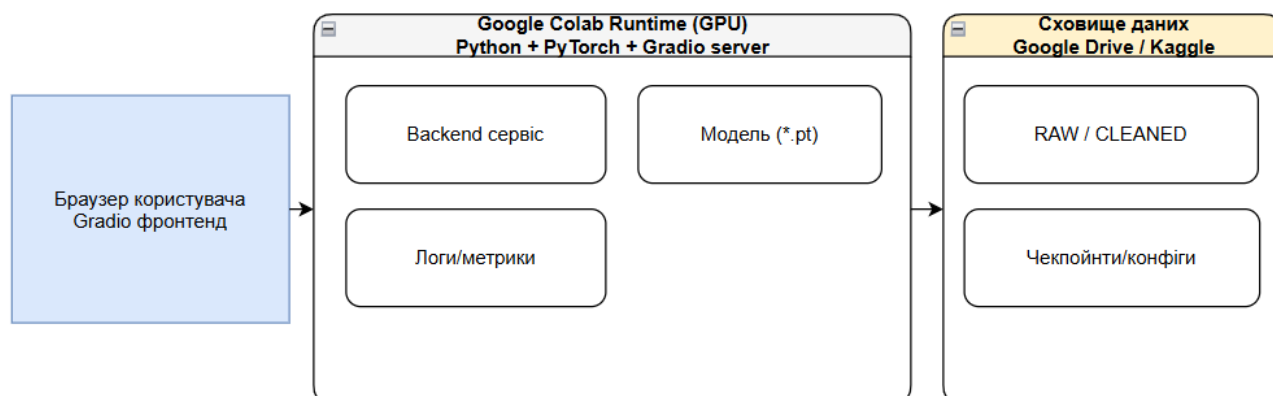 Браузер користувача
Gradio фронтенд
Google Colab Runtime (GPU)
Python + PyTorch + Gradio server
Backend сервіс
Модель (*.pt)
Логи/метрики
Сховище даних
Google Drive / Kaggle
RAW / CLEANED
Чекпойнти/конфіги